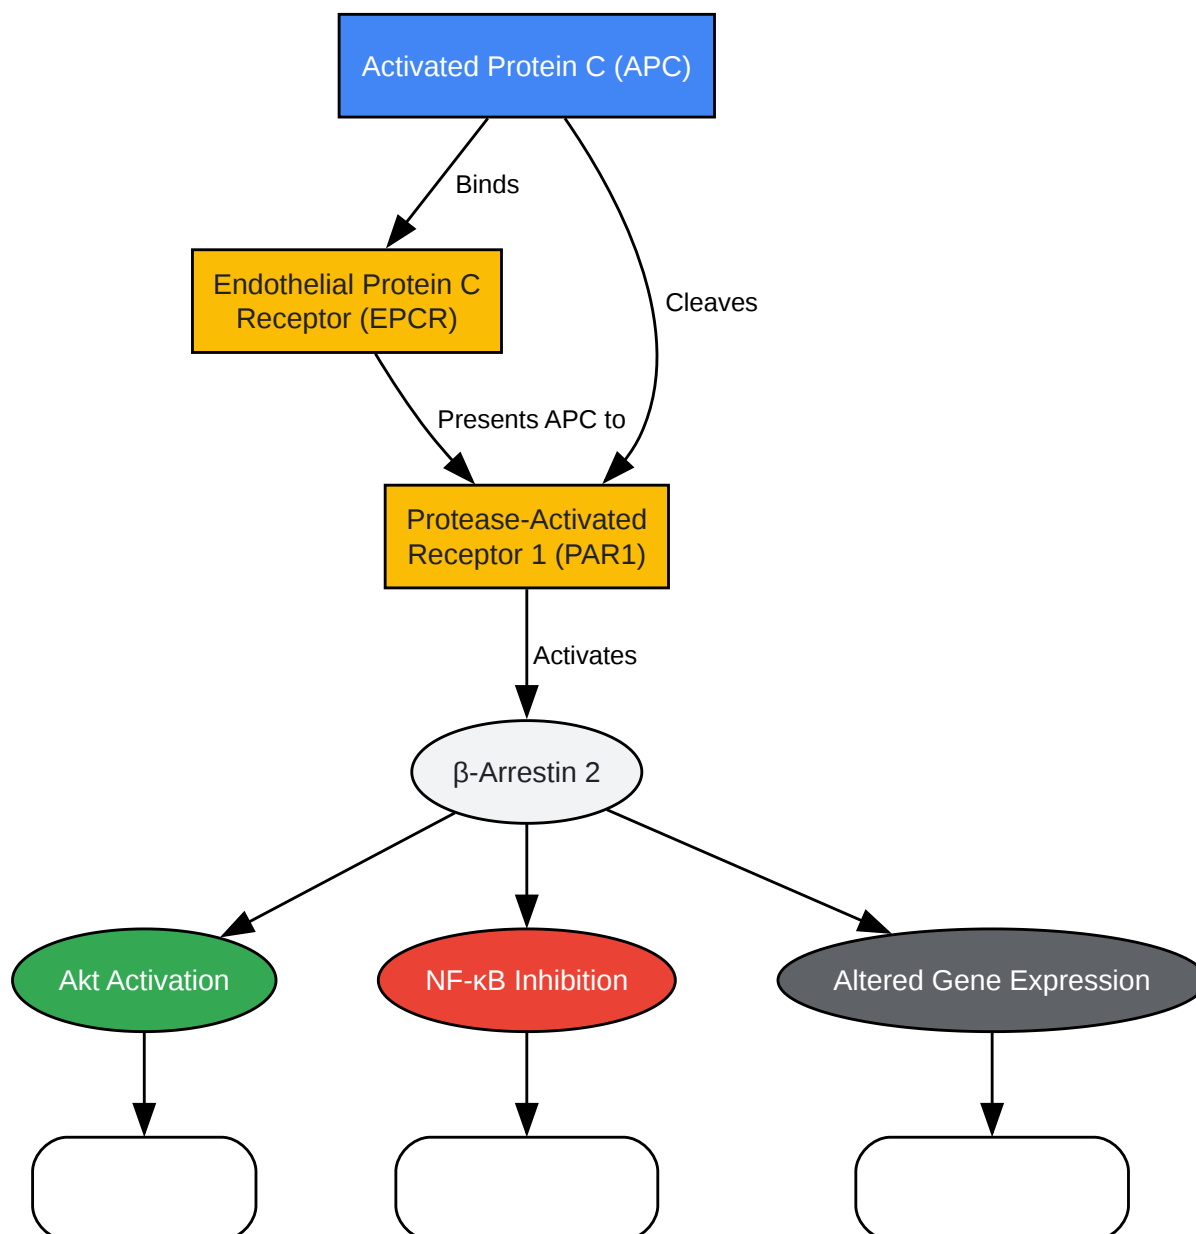 Activated Protein C (APC)
Binds
Endothelial Protein C
Receptor (EPCR)
Cleaves
Presents APC to
Protease-Activated
Receptor 1 (PAR1)
Activates
β-Arrestin 2
Akt Activation
NF-κB Inhibition
Altered Gene Expression